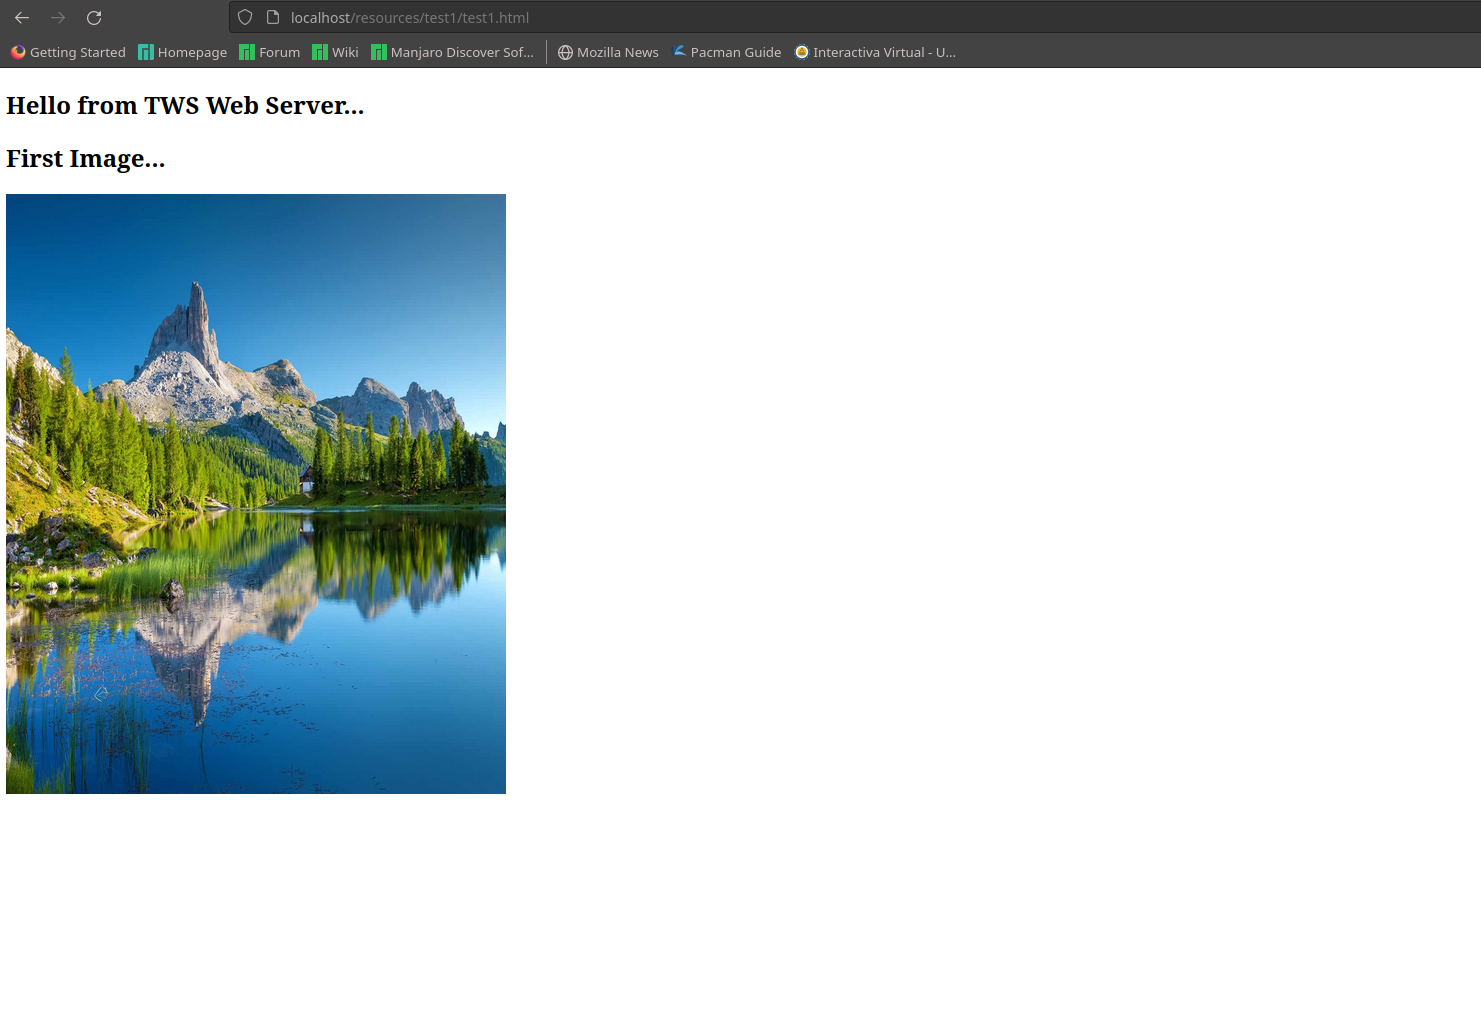 localhost/resources/test1/test1.html
Getting Started Homepage Forum Wiki Manjaro Discover Sof... Mozilla News Pacman Guide Interactiva Virtual - U...
Hello from TWS Web Server...
First Image...